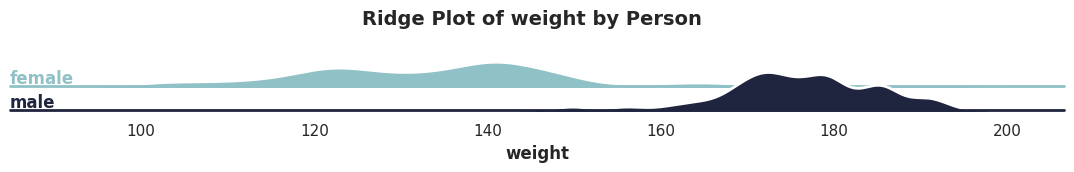 Ridge Plot of weight by Person
female
male
100 120 140 160 180 200
weight